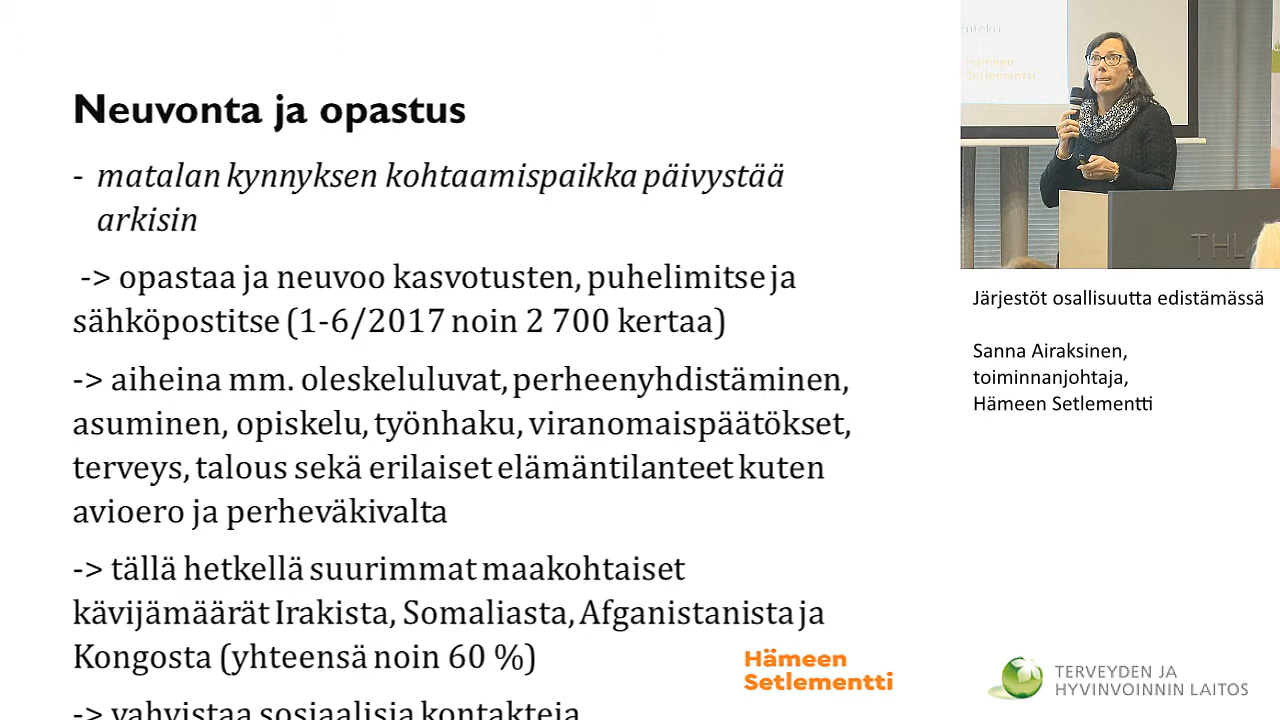 Neuvonta ja opastus
- matalan kynnyksen kohtaamispaikka päivystää
arkisin
-> opastaa ja neuvoo kasvotusten, puhelimitse ja
sähköpostitse (1-6/2017 noin 2 700 kertaa)
-> aiheina mm. oleskeluluvat, perheenyhdistäminen,
asuminen, opiskelu, työnhaku, viranomaispäätökset,
terveys, talous sekä erilaiset elämäntilanteet kuten
avioero ja perheväkivalta
-> tällä hetkellä suurimmat maakohtaiset
kävijämäärät Irakista, Somaliasta, Afganistanista ja
Kongosta (yhteensä noin 60 %)
-> vahvistaa sosiaalisia kontakteja
Hämeen
Setlementti
Hämeen
Setlementti
THL
Järjestöt osallisuutta edistämässä
Sanna Airaksinen,
toiminnanjohtaja,
Hämeen Setlementti
TERVEYDEN JA
HYVINVOINNIN LAITOS